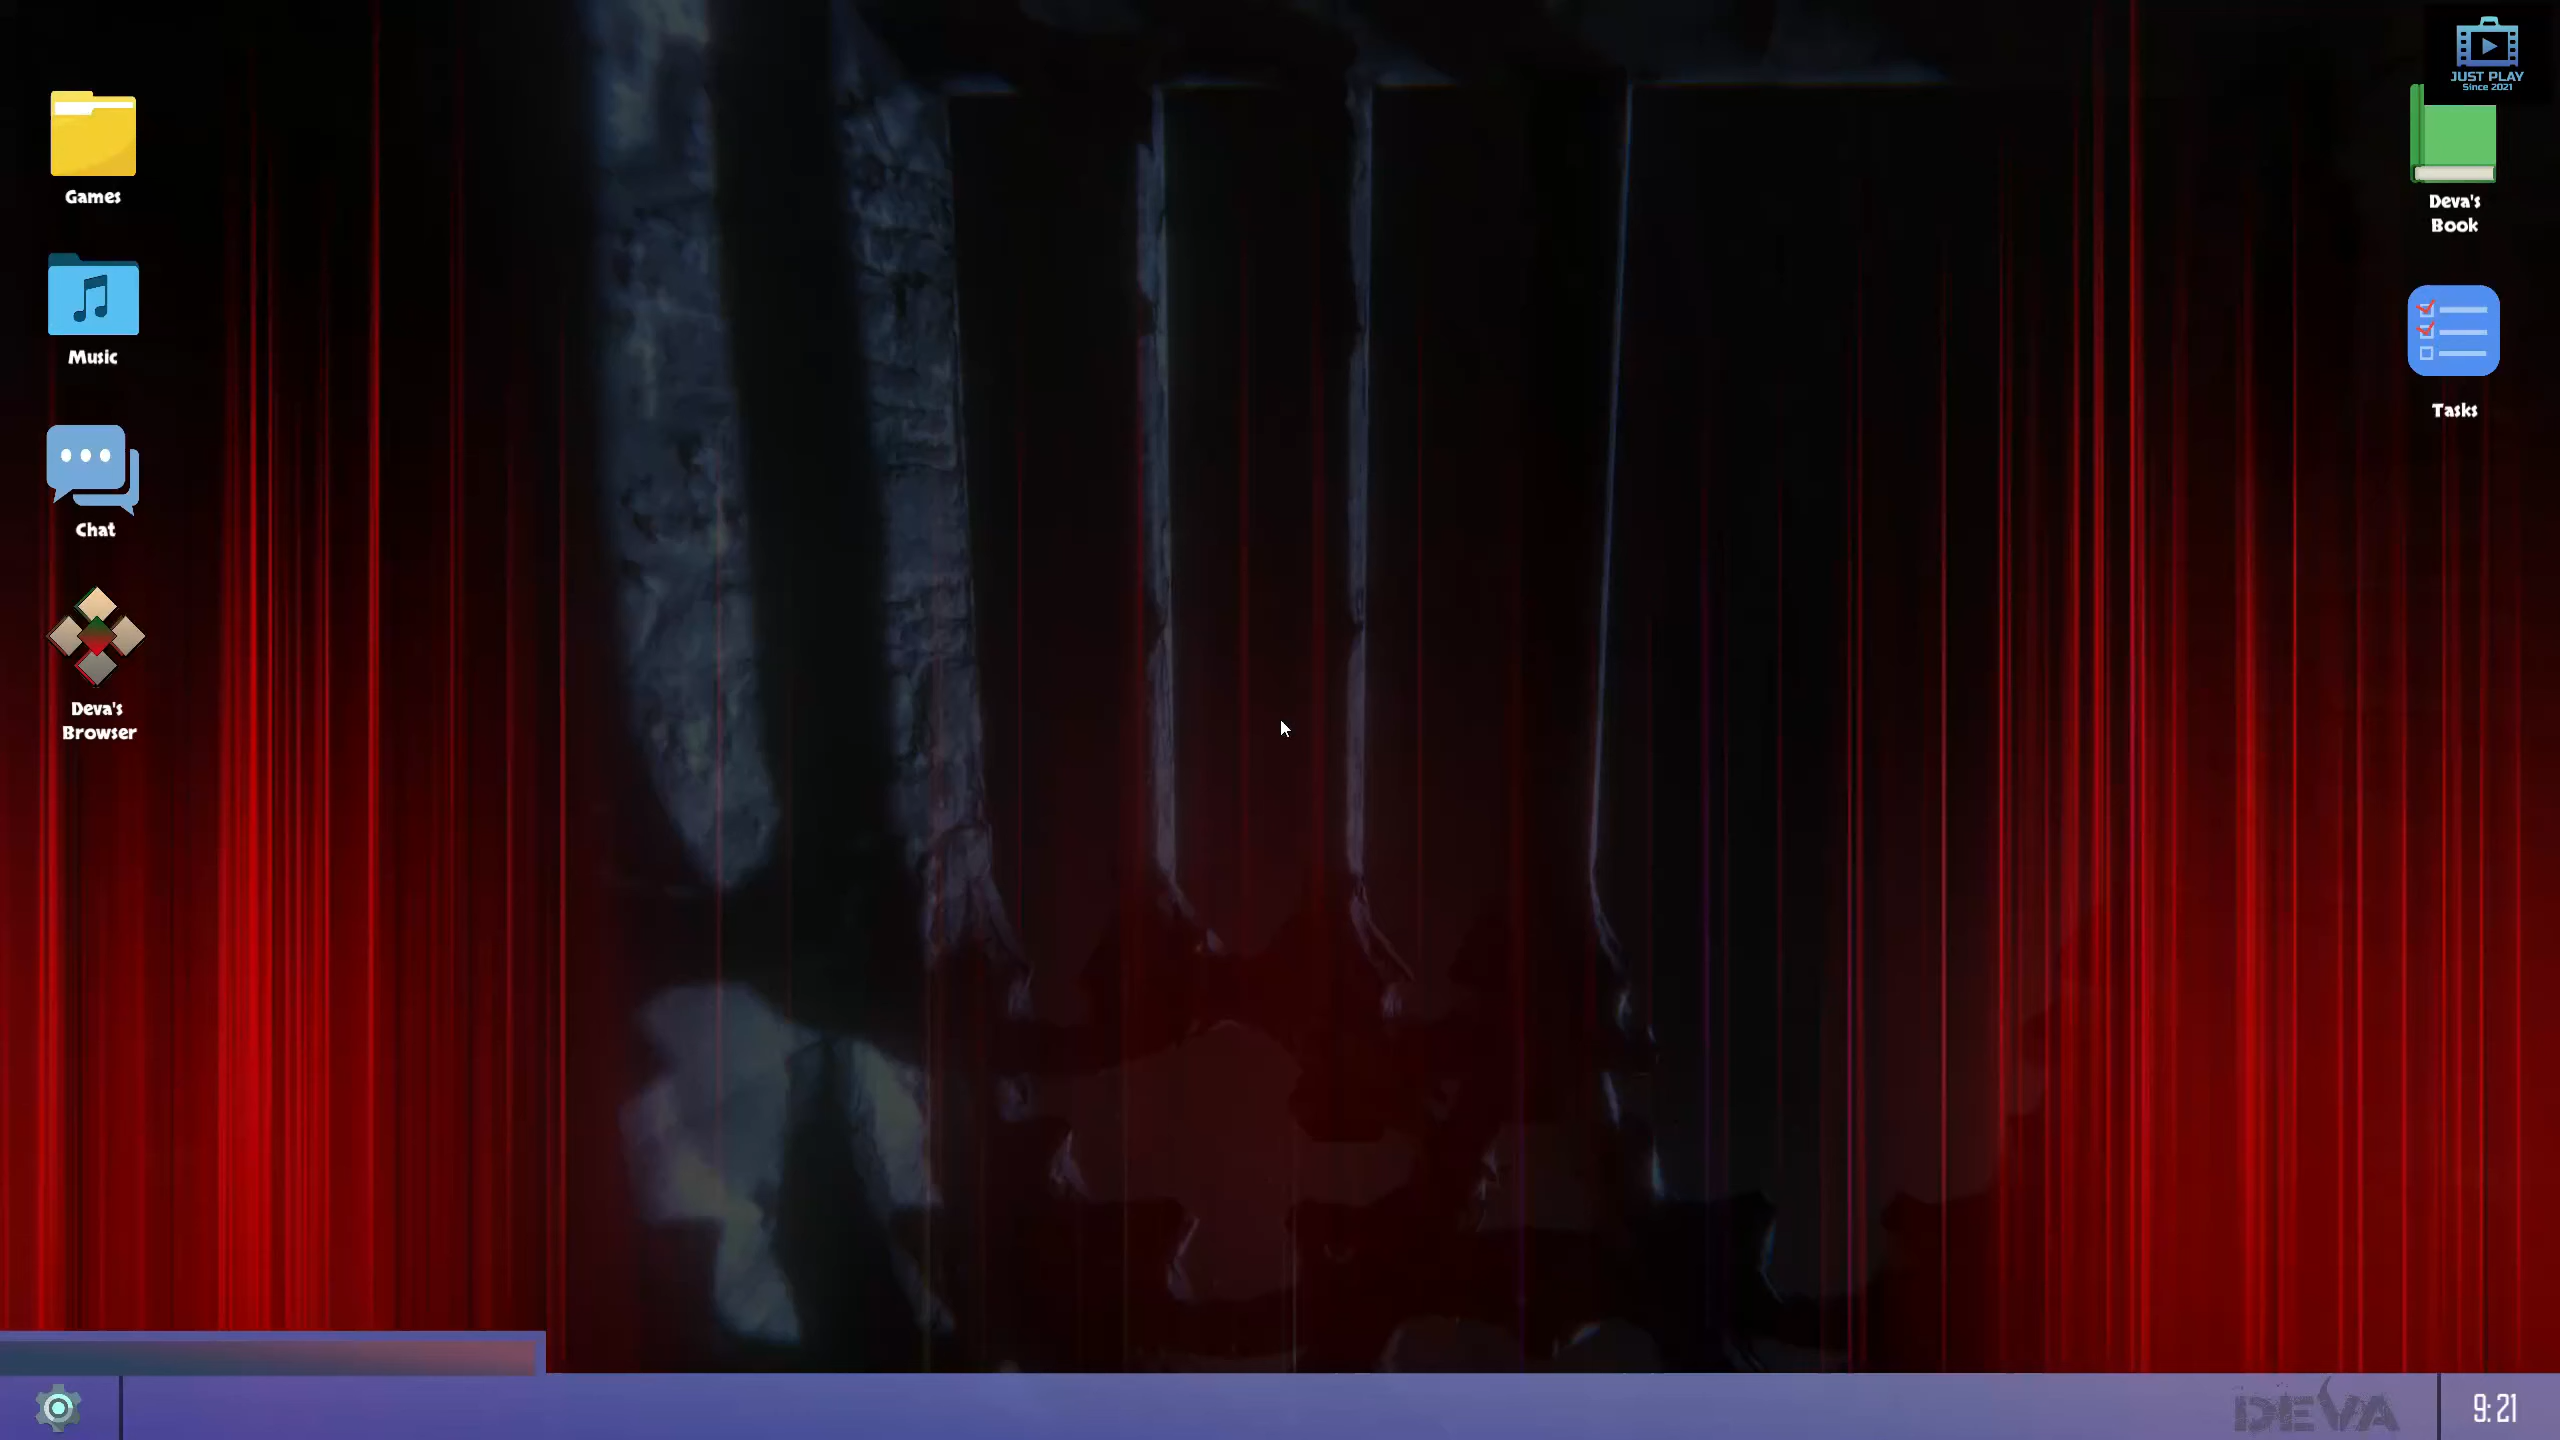 JUST PLAY
Since 2021
Games
Music
Chat
Deva's
Browser
Deva's
Book
Tasks
DEVA
9:21